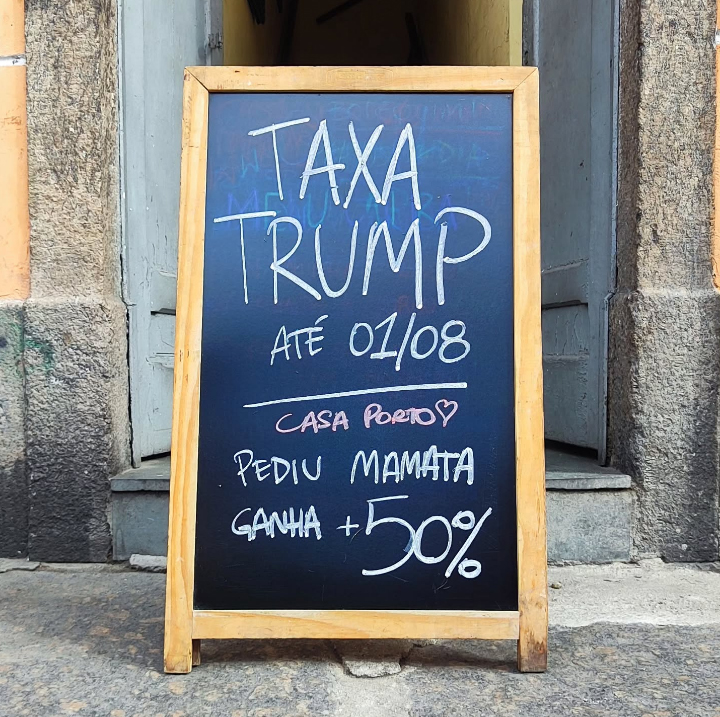 TAXA
TRUMP
ATÉ 01/08
CASA PORTO♡
PEDIU MAMATA
GANHA +50%